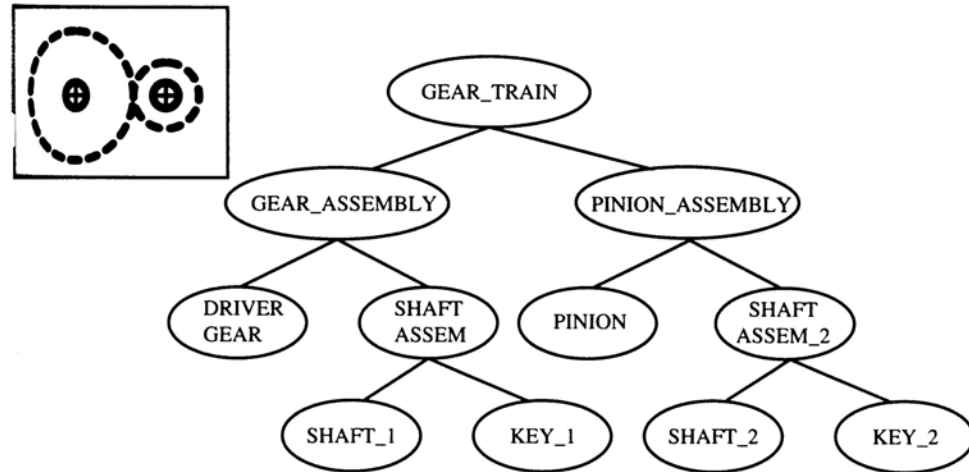 GEAR_TRAIN
GEAR_ASSEMBLY
PINION_ASSEMBLY
DRIVER
GEAR
SHAFT
ASSEM
PINION
SHAFT
ASSEM_2
SHAFT_1
KEY_1
SHAFT_2
KEY_2